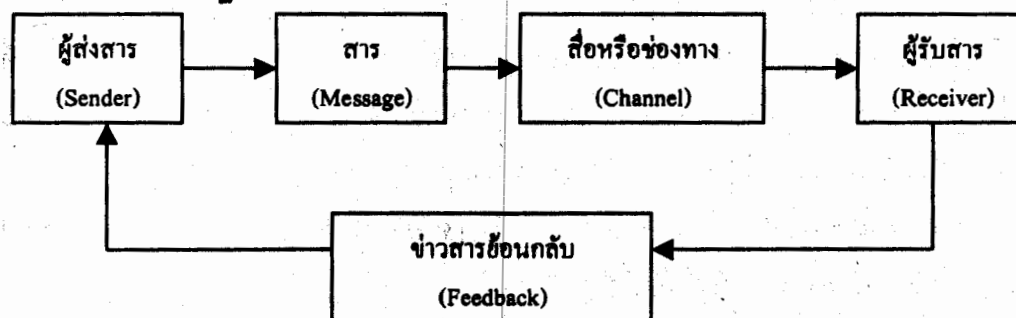 ผู้ส่งสาร
(Sender)
สาร
(Message)
สื่อหรือช่องทาง
(Channel)
ผู้รับสาร
(Receiver)
ข่าวสารย้อนกลับ
(Feedback)